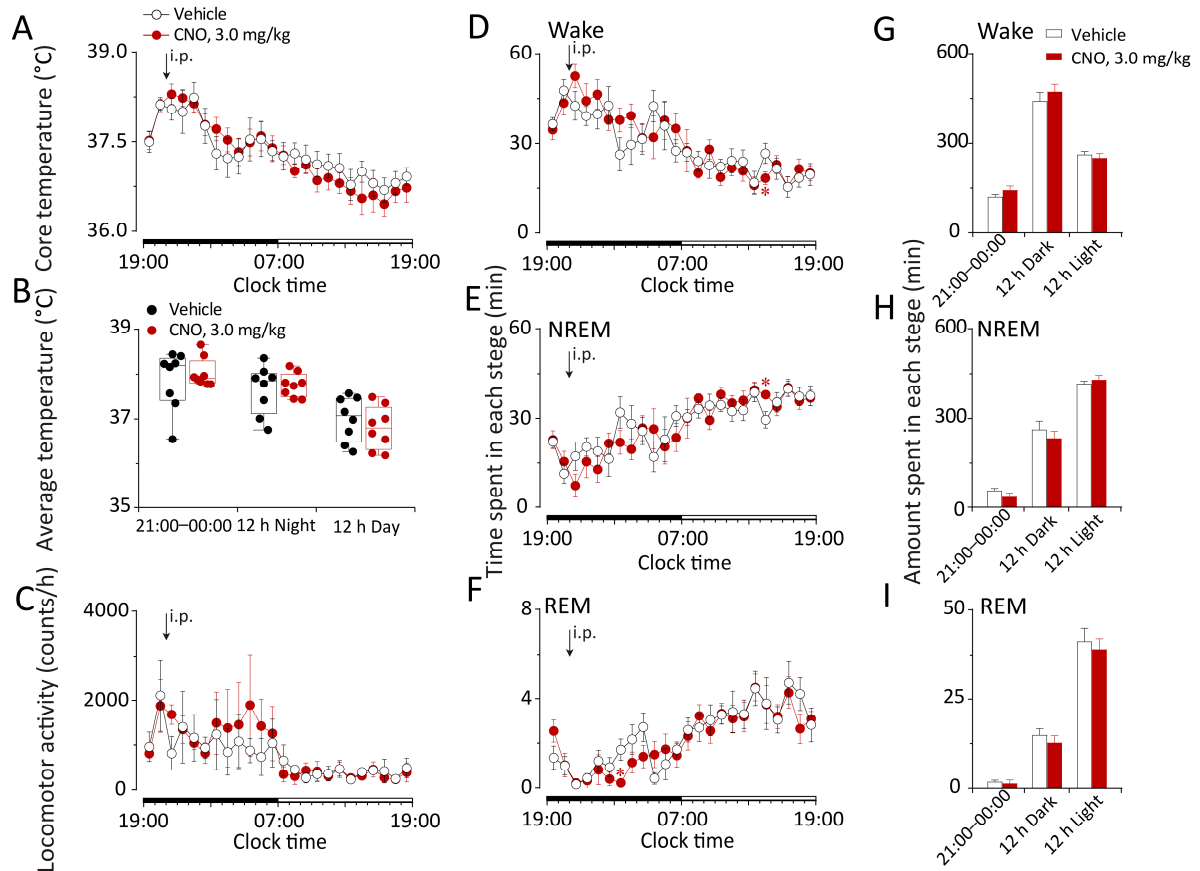 A
Vehicle
CNO, 3.0 mg/kg
i.p.
Core temperature (°C)
39.0
37.5
36.0
19:00
07:00
19:00
Clock time
B
Vehicle
CNO, 3.0 mg/kg
Average temperature (°C)
39
37
35
21:00–00:00
12 h Night
12 h Day
C
i.p.
Locomotor activity (counts/h)
4000
2000
0
19:00
07:00
19:00
Clock time
D
Wake
i.p.
60
30
0
*
19:00
07:00
19:00
Clock time
Time spent in each stege (min)
E
NREM
i.p.
60
30
0
*
19:00
07:00
19:00
Clock time
F
REM
i.p.
8
4
0
*
19:00
07:00
19:00
Clock time
G
Wake
Vehicle
CNO, 3.0 mg/kg
600
300
0
21:00–00:00
12 h Dark
12 h Light
Amount spent in each stege (min)
H
NREM
600
300
0
21:00–00:00
12 h Dark
12 h Light
I
REM
50
25
0
21:00–00:00
12 h Dark
12 h Light